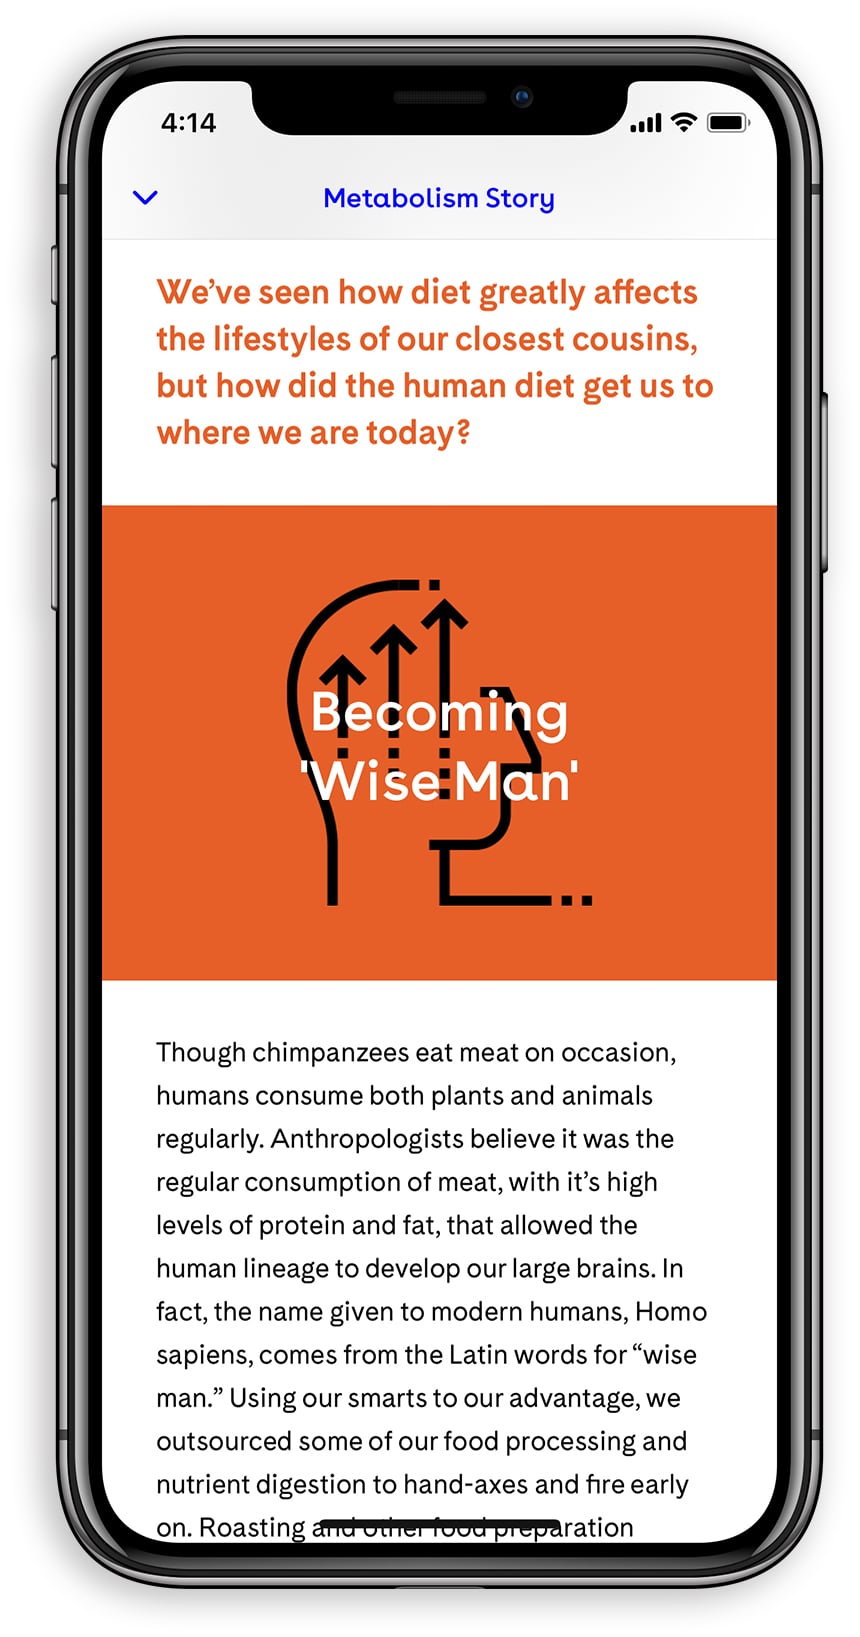 4:14
Metabolism Story
We’ve seen how diet greatly affects
the lifestyles of our closest cousins,
but how did the human diet get us to
where we are today?
Becoming
'Wise Man'
Though chimpanzees eat meat on occasion,
humans consume both plants and animals
regularly. Anthropologists believe it was the
regular consumption of meat, with it’s high
levels of protein and fat, that allowed the
human lineage to develop our large brains. In
fact, the name given to modern humans, Homo
sapiens, comes from the Latin words for “wise
man.” Using our smarts to our advantage, we
outsourced some of our food processing and
nutrient digestion to hand-axes and fire early
on. Roasting and other food preparation